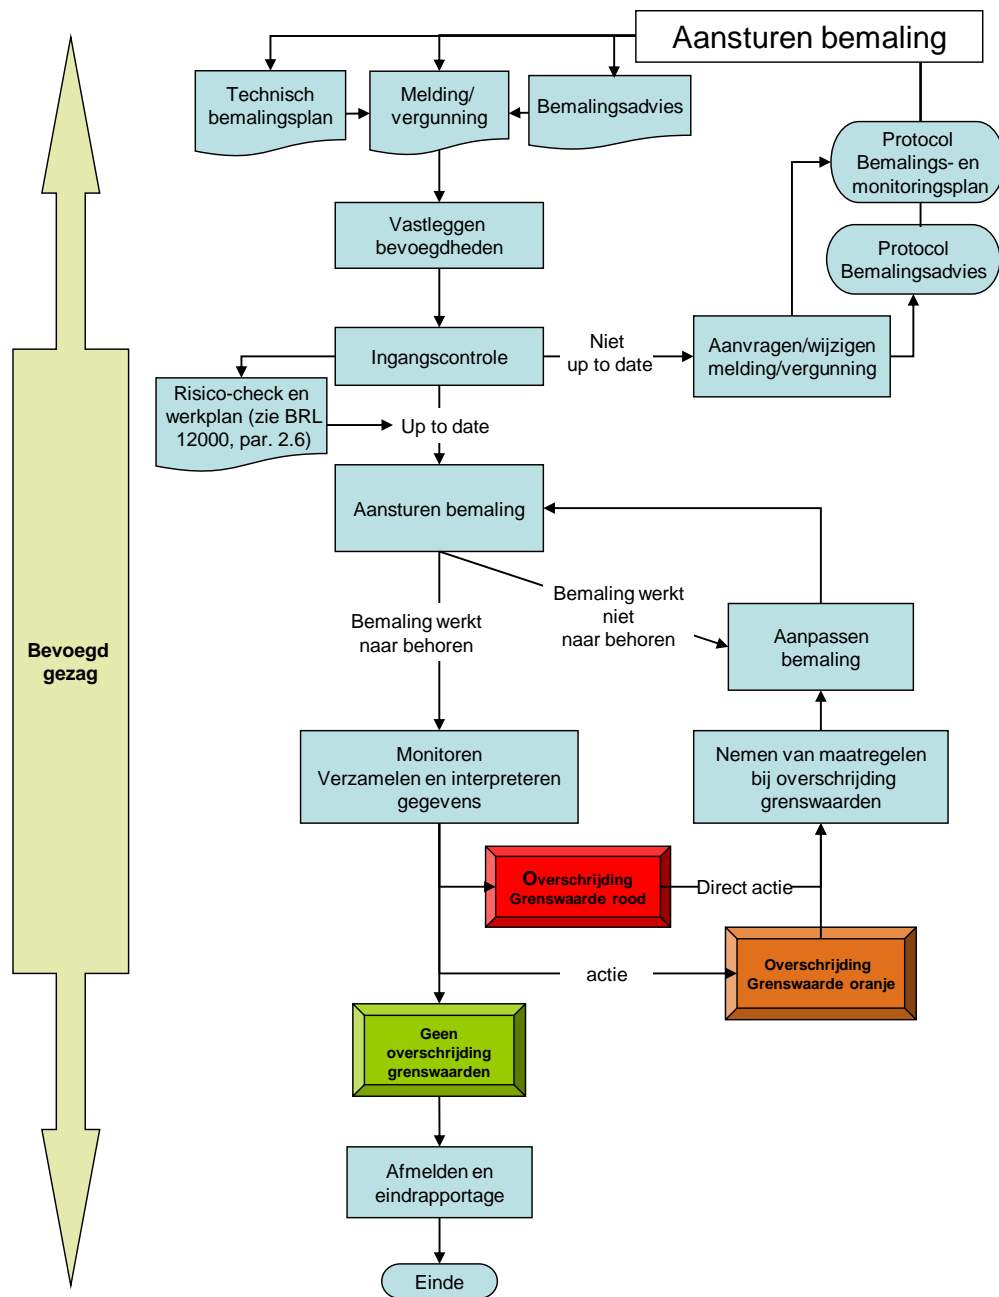 Aansturen bemaling
Technisch
bemalingsplan
Melding/
vergunning
Bemalingsadvies
Protocol
Bemalings- en
monitoringsplan
Vastleggen
bevoegdheden
Protocol
Bemalingsadvies
Ingangscontrole
Niet
up to date
Aanvragen/wijzigen
melding/vergunning
Risico-check en
werkplan (zie BRL
12000, par. 2.6)
Up to date
Aansturen bemaling
Bemaling werkt
naar behoren
Bemaling werkt
niet
naar behoren
Aanpassen
bemaling
Bevoegd
gezag
Monitoren
Verzamelen en interpreteren
gegevens
Nemen van maatregelen
bij overschrijding
grenswaarden
Overschrijding
Grenswaarde rood
Direct actie
actie
Overschrijding
Grenswaarde oranje
Geen
overschrijding
grenswaarden
Afmelden en
eindrapportage
Einde